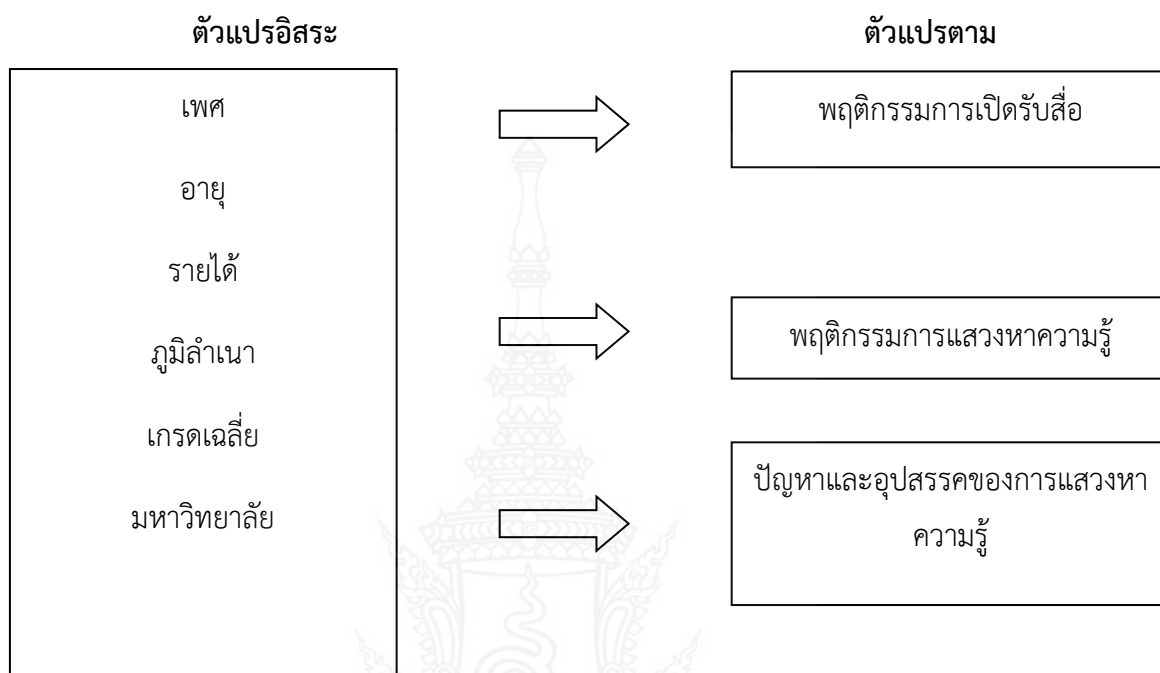 ตัวแปรอิสระ
ตัวแปรตาม
เพศ
อายุ
รายได้
ภูมิลำเนา
เกรดเฉลี่ย
มหาวิทยาลัย
พฤติกรรมการเปิดรับสื่อ
พฤติกรรมการแสวงหาความรู้
ปัญหาและอุปสรรคของการแสวงหา
ความรู้